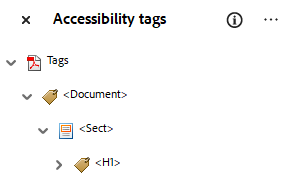 Accessibility tags
Tags
<Document>
<Sect>
<H1>